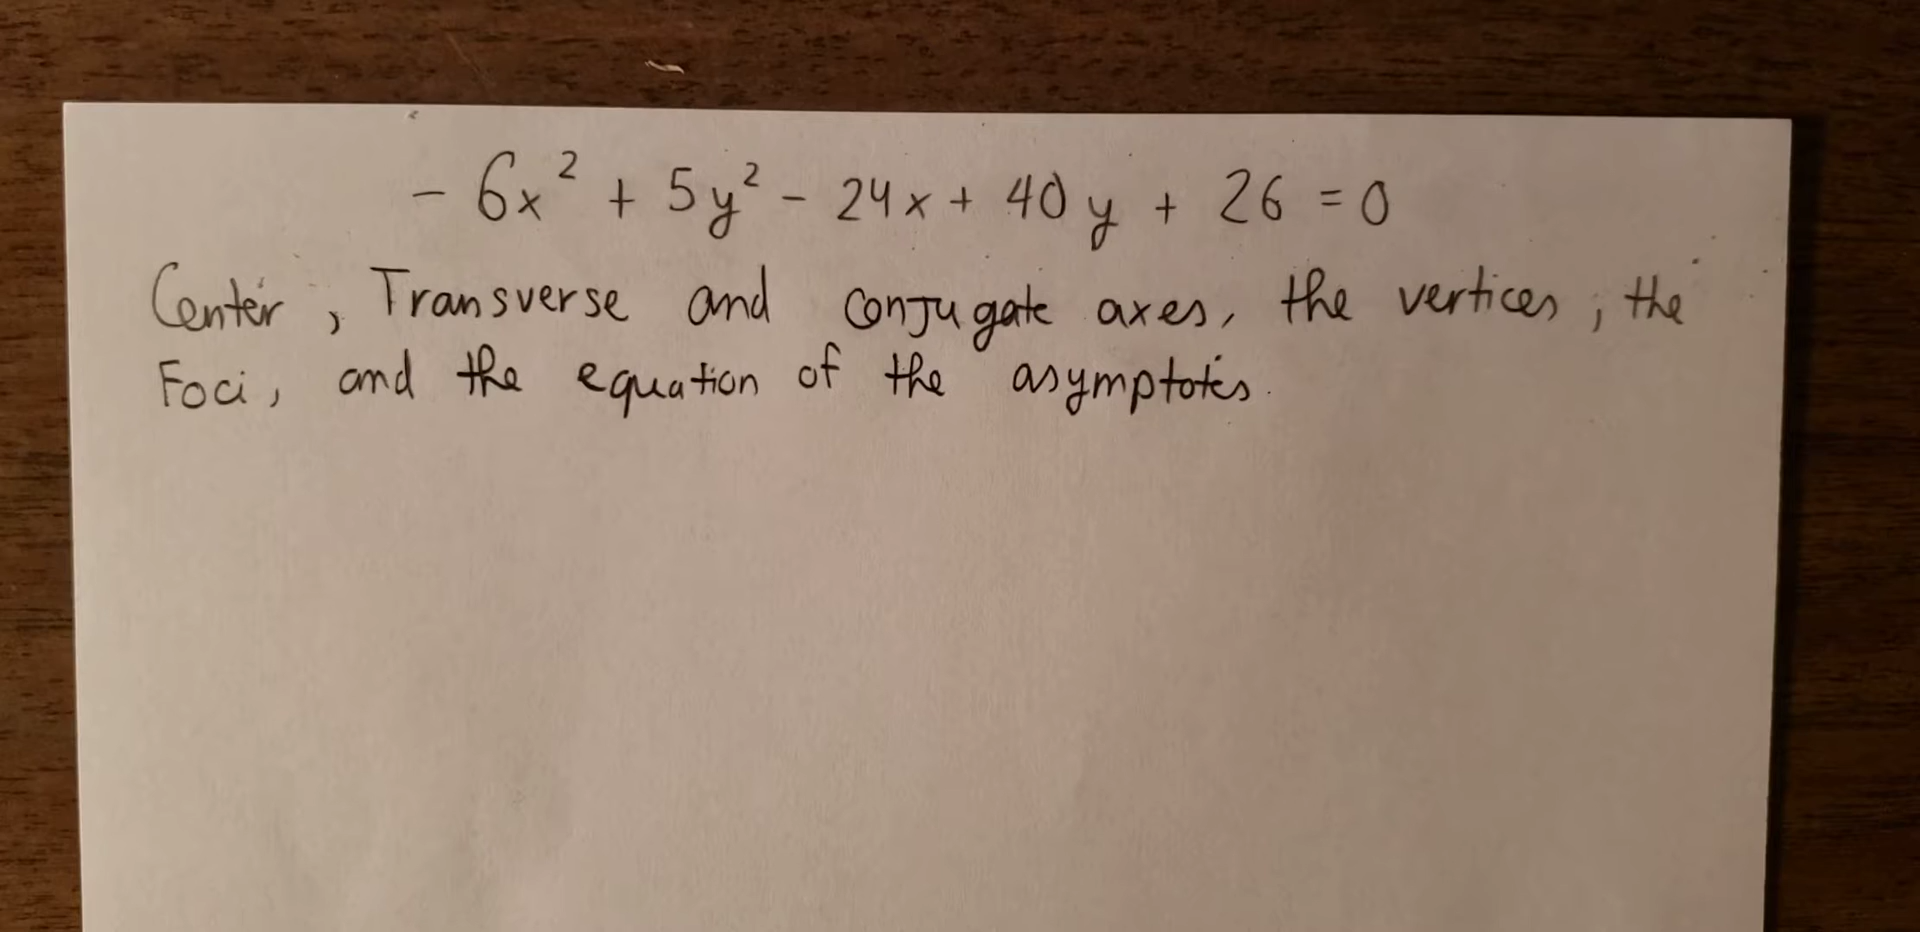 - 6x² + 5y² - 24x + 40y + 26 = 0
Center, Transverse and conjugate axes, the vertices, the
Foci, and the equation of the asymptotes.